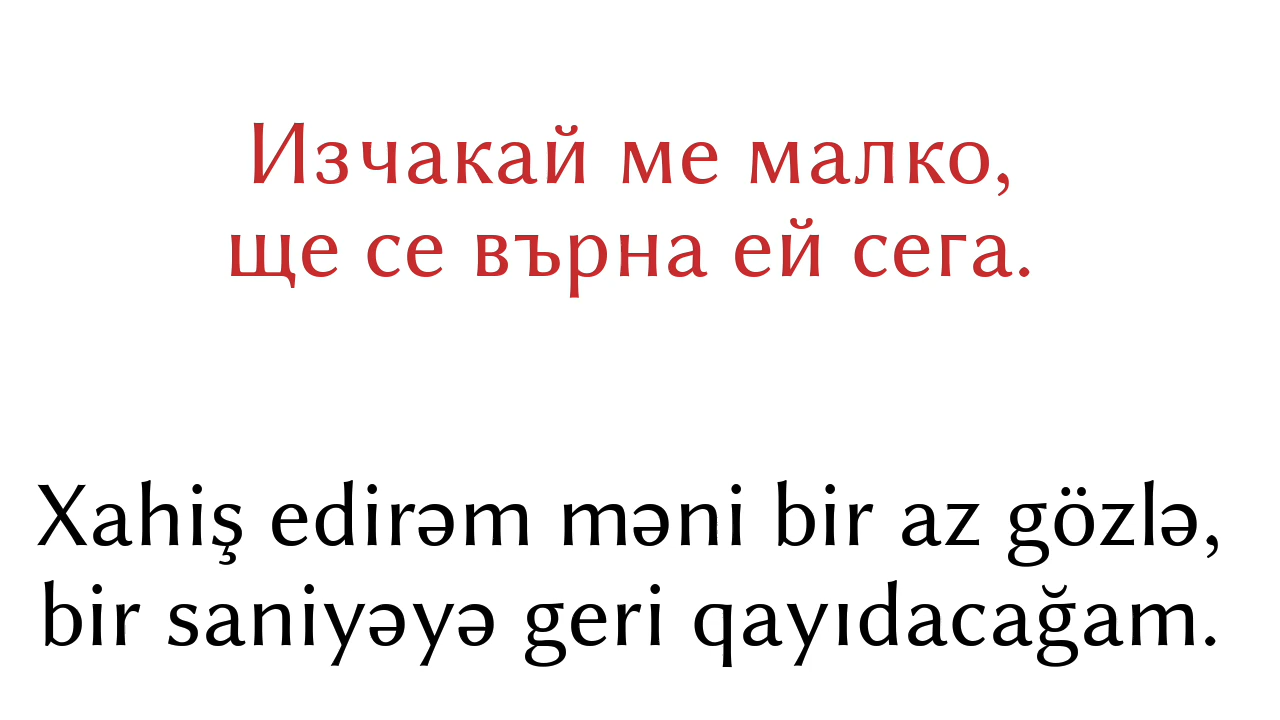 Изчакай ме малко,
ще се върна ей сега.
Xahiş edirəm məni bir az gözlə,
bir saniyəyə geri qayıdacağam.